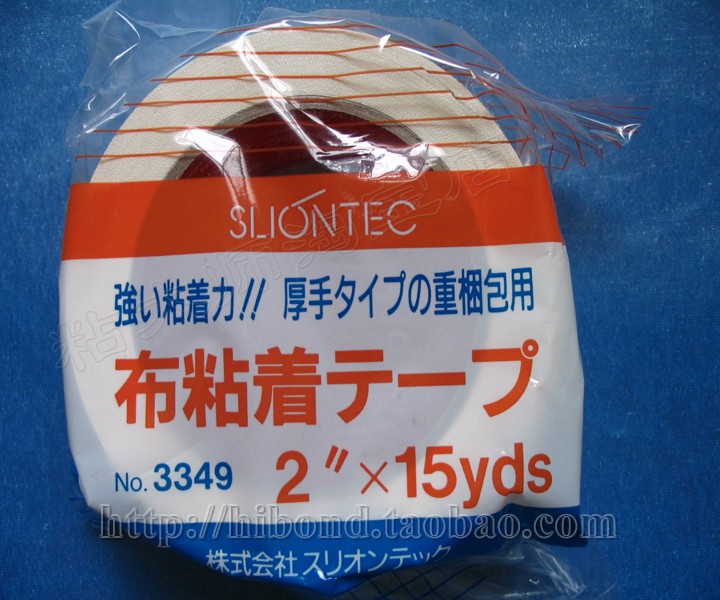 SLIONTEC
強い粘着力!! 厚手タイプの重梱包用
布粘着テープ
No. 3349 2"×15yds
http://hibond.taobao.com
株式会社スリオンテック